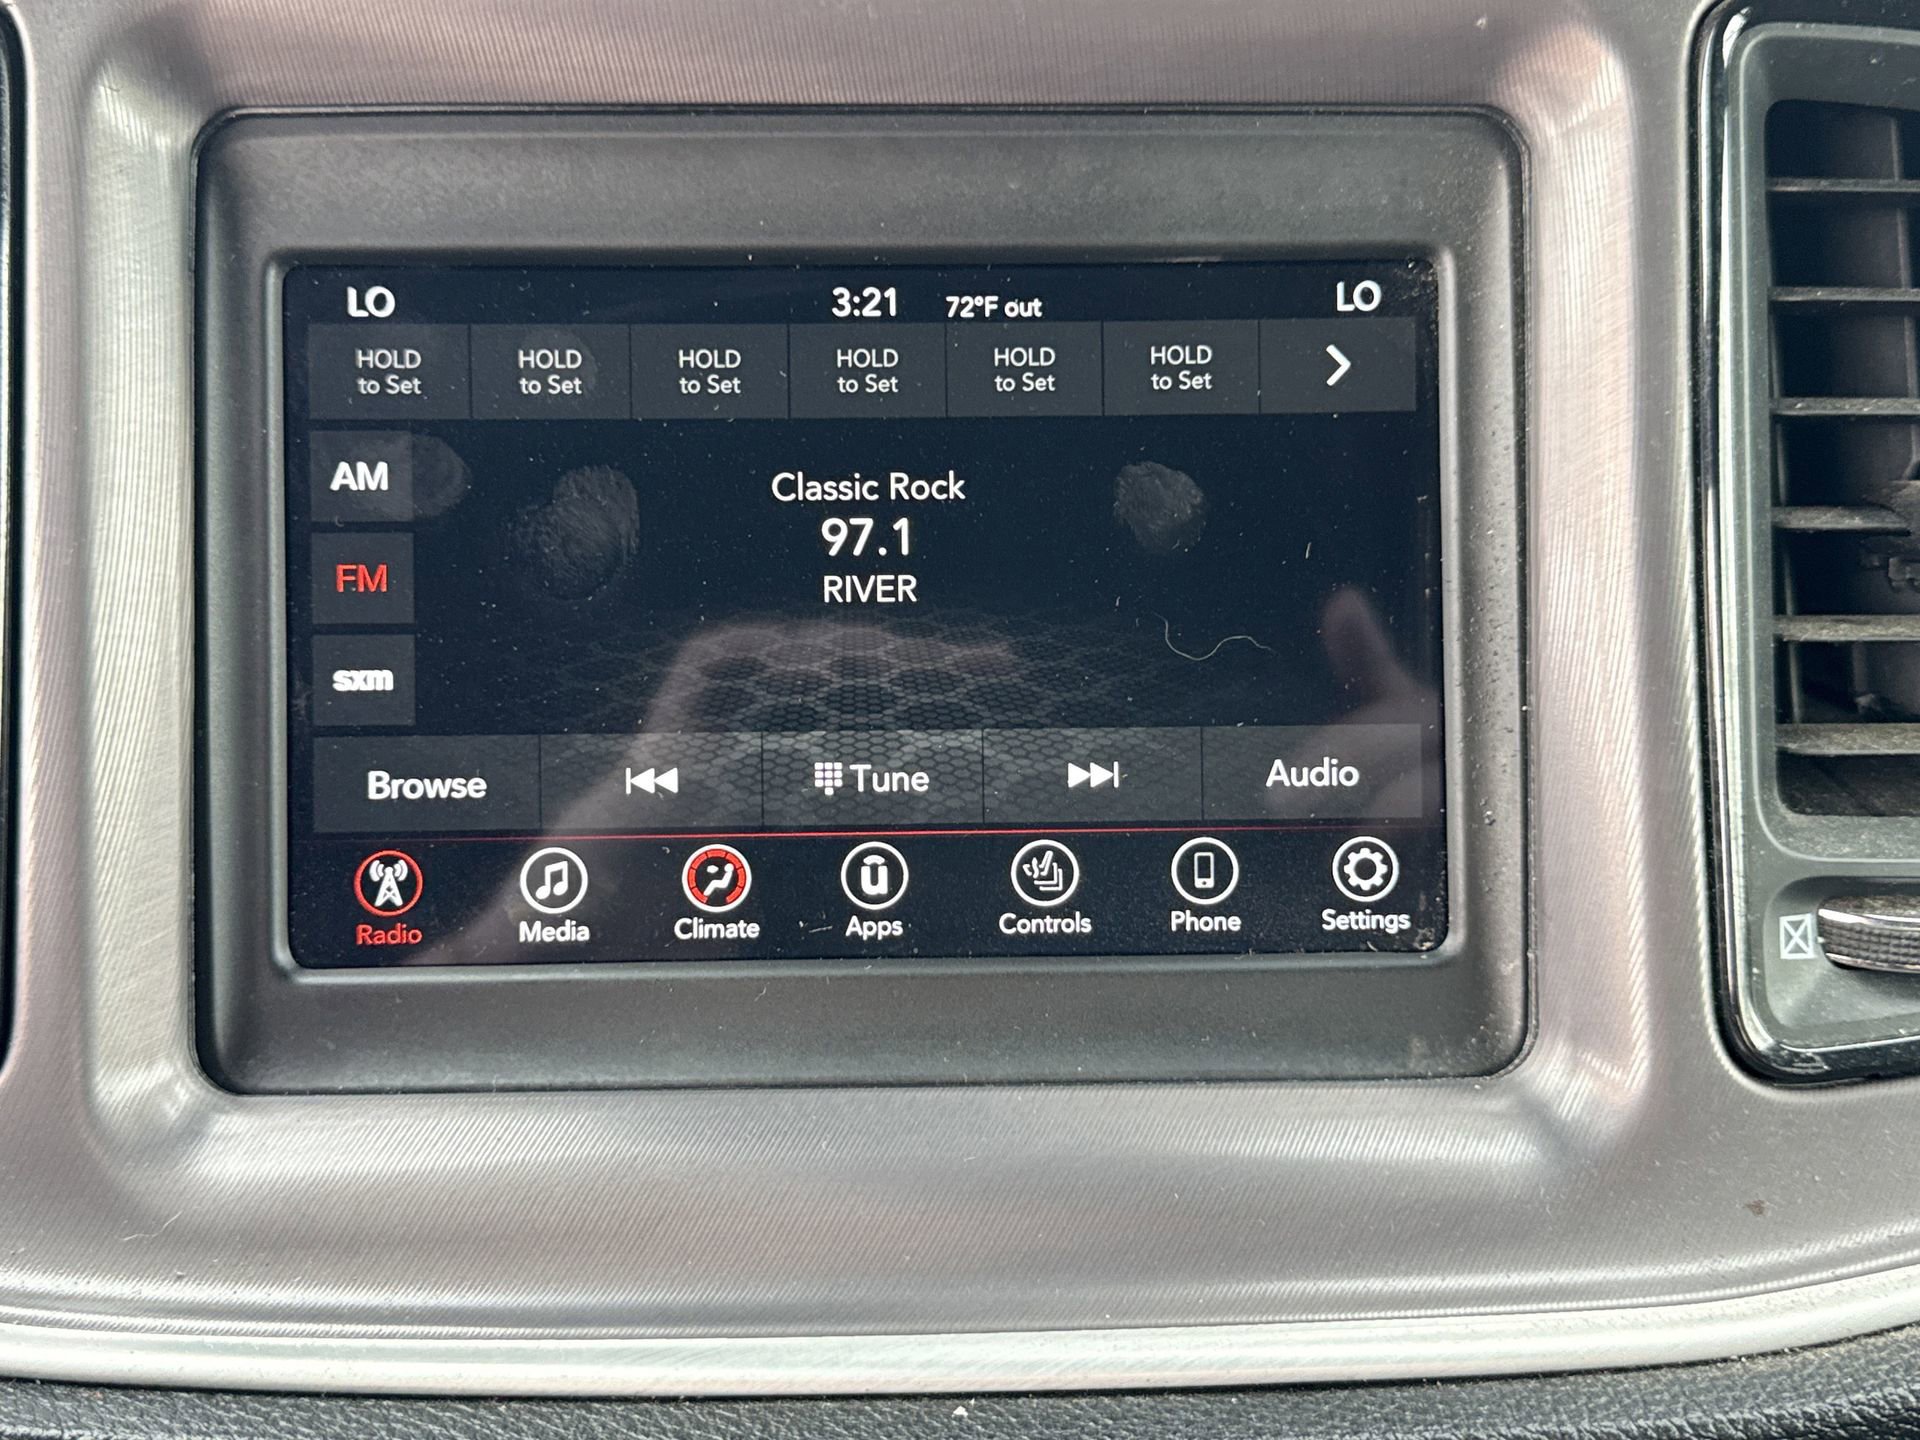 LO 3:21 72°F out LO
HOLD
to Set
HOLD
to Set
HOLD
to Set
HOLD
to Set
HOLD
to Set
HOLD
to Set
AM
FM
sxm
Classic Rock
97.1
RIVER
Browse Tune Audio
Radio Media Climate Apps Controls Phone Settings